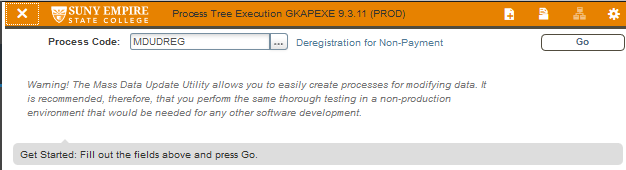 SUNY EMPIRE
STATE COLLEGE
Process Tree Execution GKAPEXE 9.3.11 (PROD)
Process Code: MDUDREG ... Deregistration for Non-Payment Go
Warning! The Mass Data Update Utility allows you to easily create processes for modifying data. It
is recommended, therefore, that you perform the same thorough testing in a non-production
environment that would be needed for any other software development.
Get Started: Fill out the fields above and press Go.